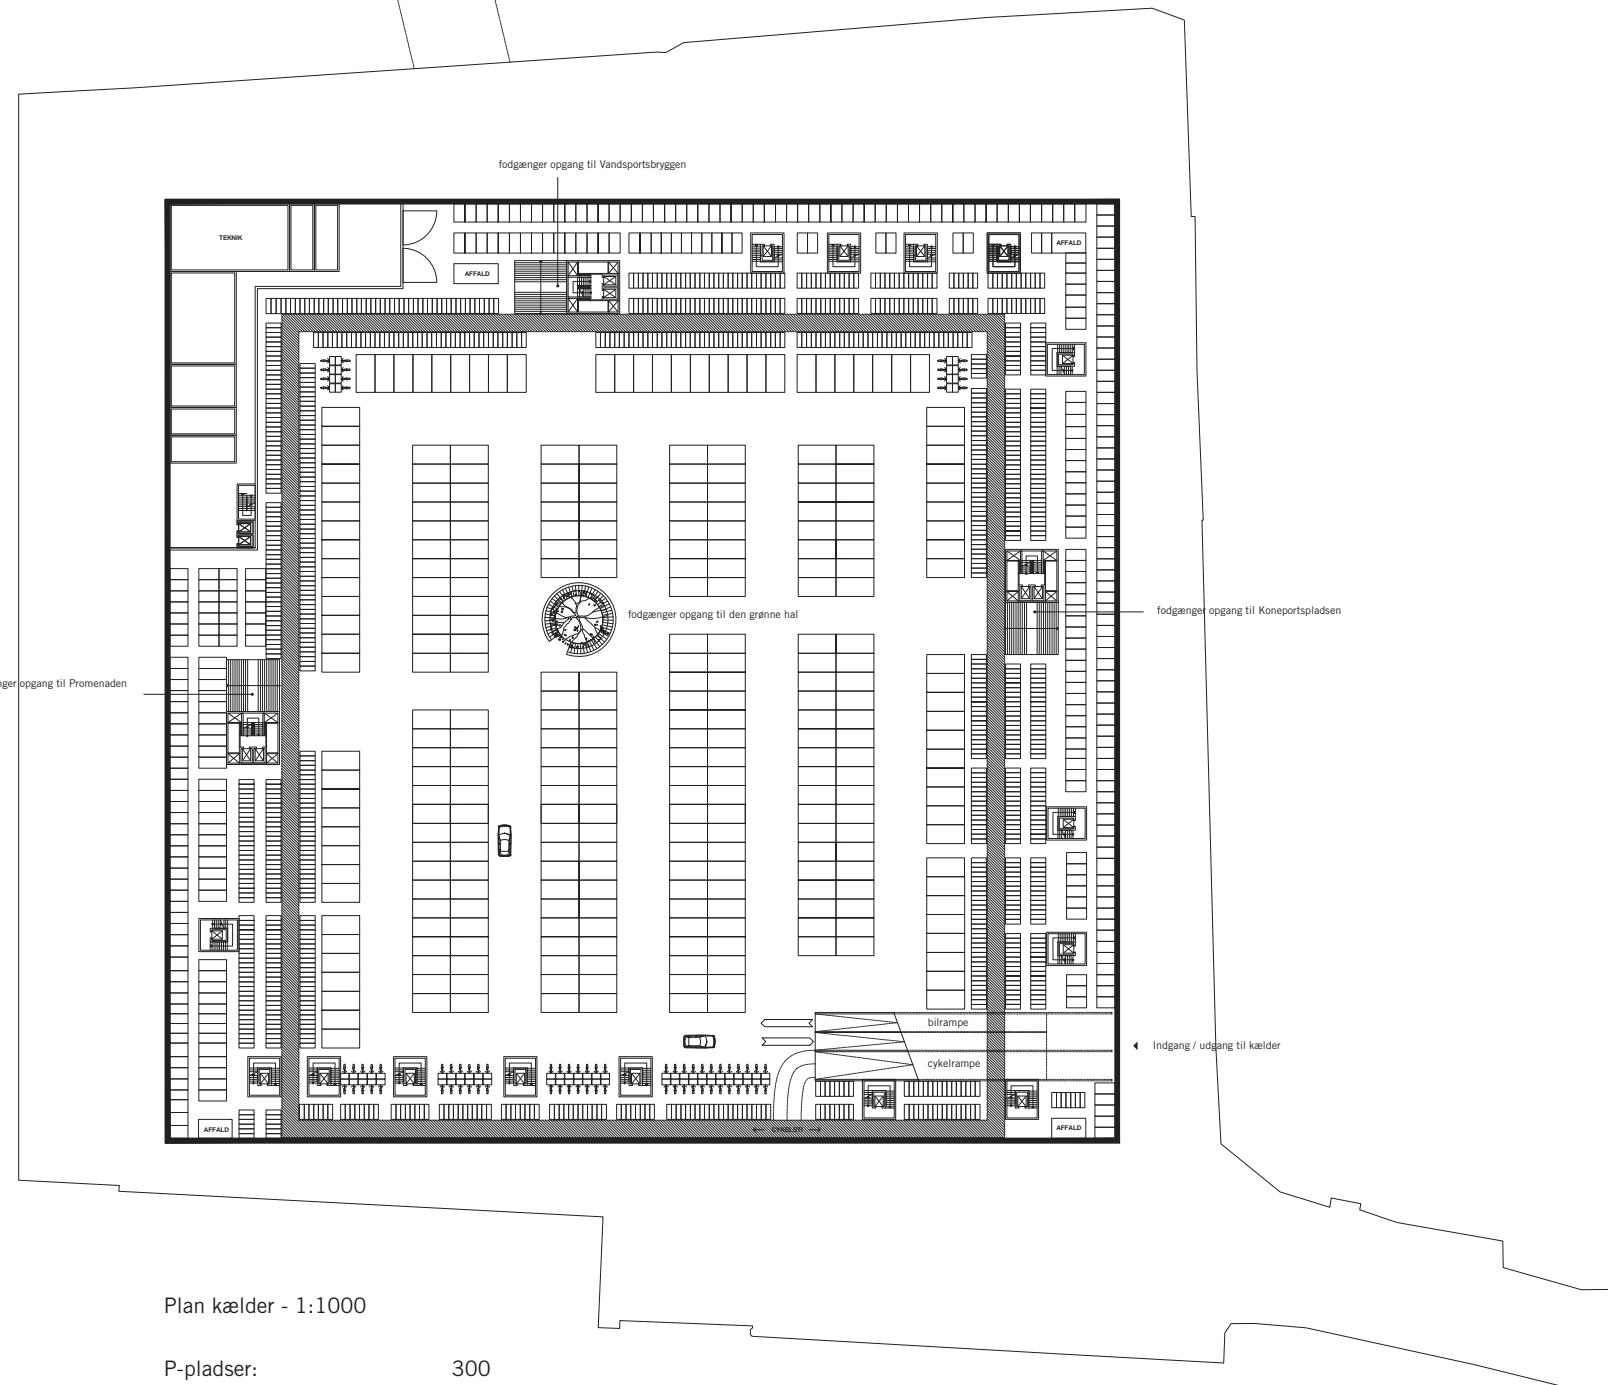 fodgænger opgang til Vandsportsbryggen
TEKNIK
AFFALD
AFFALD
fodgænger opgang til den grønne hal
fodgænger opgang til Koneportspladsen
opgang til Promenaden
bilrampe
Indgang / udgang til kælder
cykelrampe
AFFALD
CYKELSTI
AFFALD
Plan kælder - 1:1000
P-pladser: 300